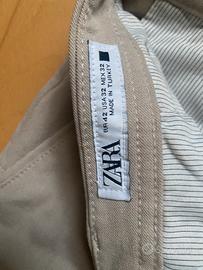 ZARA
EUR 42 USA 32 MEX 32
MADE IN TURKEY